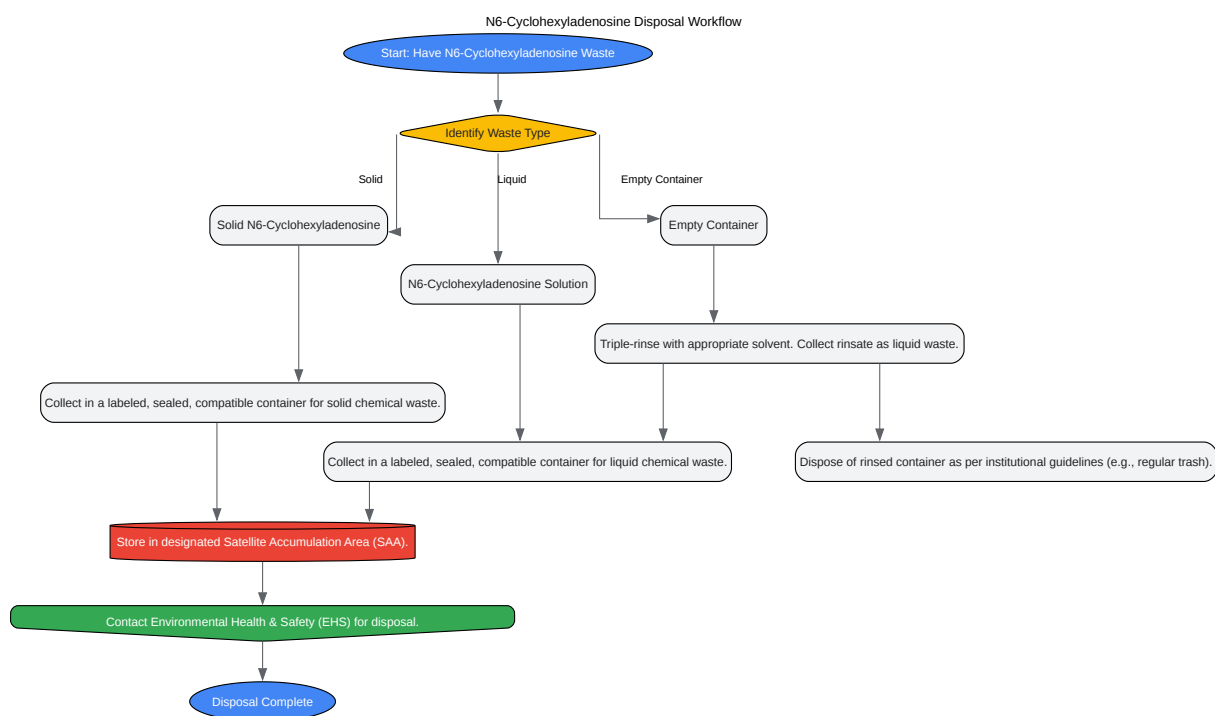 N6-Cyclohexyladenosine Disposal Workflow
Start: Have N6-Cyclohexyladenosine Waste
Identify Waste Type
Solid
Liquid
Empty Container
Solid N6-Cyclohexyladenosine
Empty Container
N6-Cyclohexyladenosine Solution
Triple-rinse with appropriate solvent. Collect rinsate as liquid waste.
Collect in a labeled, sealed, compatible container for solid chemical waste.
Collect in a labeled, sealed, compatible container for liquid chemical waste.
Dispose of rinsed container as per institutional guidelines (e.g., regular trash).
Store in designated Satellite Accumulation Area (SAA).
Contact Environmental Health & Safety (EHS) for disposal.
Disposal Complete